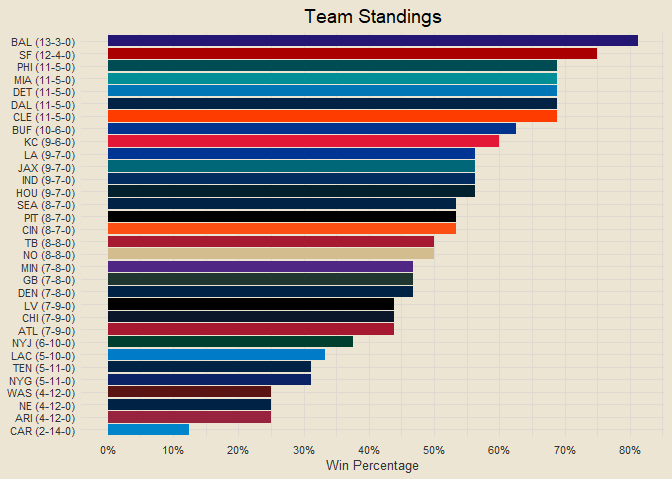 Team Standings
BAL (13-3-0)
SF (12-4-0)
PHI (11-5-0)
MIA (11-5-0)
DET (11-5-0)
DAL (11-5-0)
CLE (11-5-0)
BUF (10-6-0)
KC (9-6-0)
LA (9-7-0)
JAX (9-7-0)
IND (9-7-0)
HOU (9-7-0)
SEA (8-7-0)
PIT (8-7-0)
CIN (8-7-0)
TB (8-8-0)
NO (8-8-0)
MIN (7-8-0)
GB (7-8-0)
DEN (7-8-0)
LV (7-9-0)
CHI (7-9-0)
ATL (7-9-0)
NYJ (6-10-0)
LAC (5-10-0)
TEN (5-11-0)
NYG (5-11-0)
WAS (4-12-0)
NE (4-12-0)
ARI (4-12-0)
CAR (2-14-0)
0% 10% 20% 30% 40% 50% 60% 70% 80%
Win Percentage